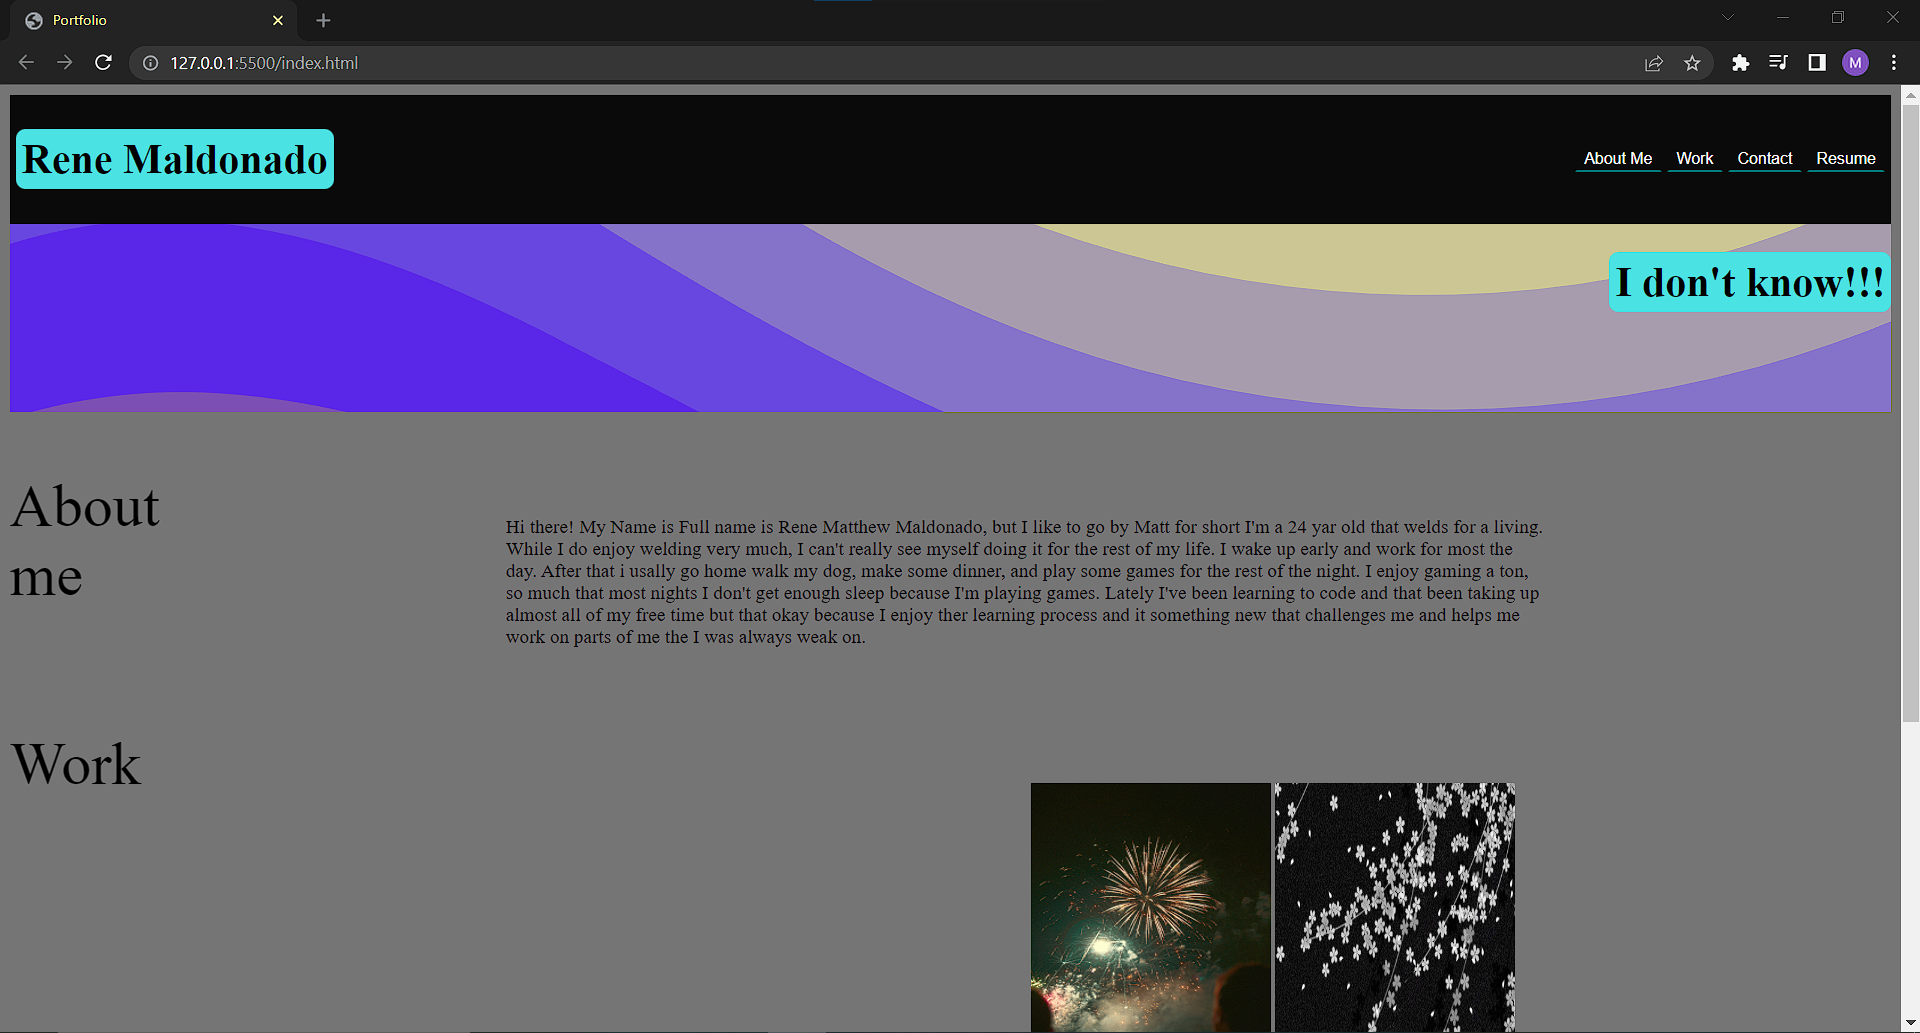 Portfolio
127.0.0.1:5500/index.html
M
Rene Maldonado
About Me Work Contact Resume
I don't know!!!
About
me
Hi there! My Name is Full name is Rene Matthew Maldonado, but I like to go by Matt for short I'm a 24 yar old that welds for a living.
While I do enjoy welding very much, I can't really see myself doing it for the rest of my life. I wake up early and work for most the
day. After that i usally go home walk my dog, make some dinner, and play some games for the rest of the night. I enjoy gaming a ton,
so much that most nights I don't get enough sleep because I'm playing games. Lately I've been learning to code and that been taking up
almost all of my free time but that okay because I enjoy ther learning process and it something new that challenges me and helps me
work on parts of me the I was always weak on.
Work